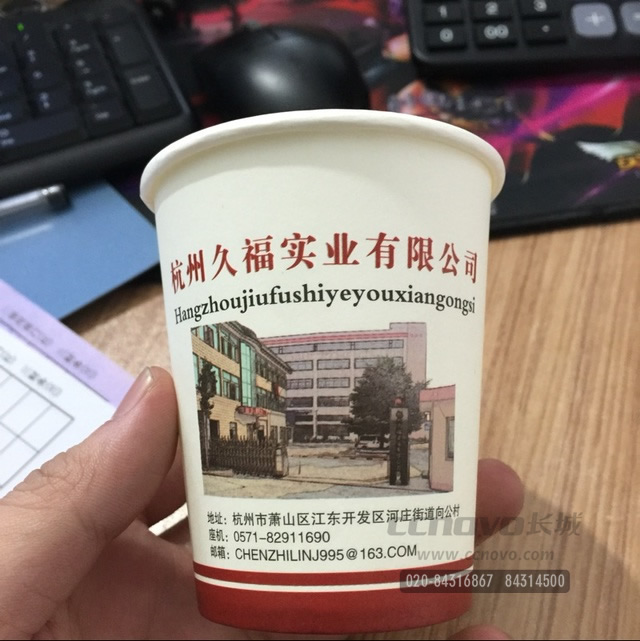 杭州久福实业有限公司
Hangzhoujiufushiyeyouxiangongsi
地址：杭州市萧山区江东开发区河庄街道向公村
座机：0571-82911690
邮箱：CHENZHILINJ995@163.COM
ccnovo长城
www.ccnovo.com
020-84316867 84314500